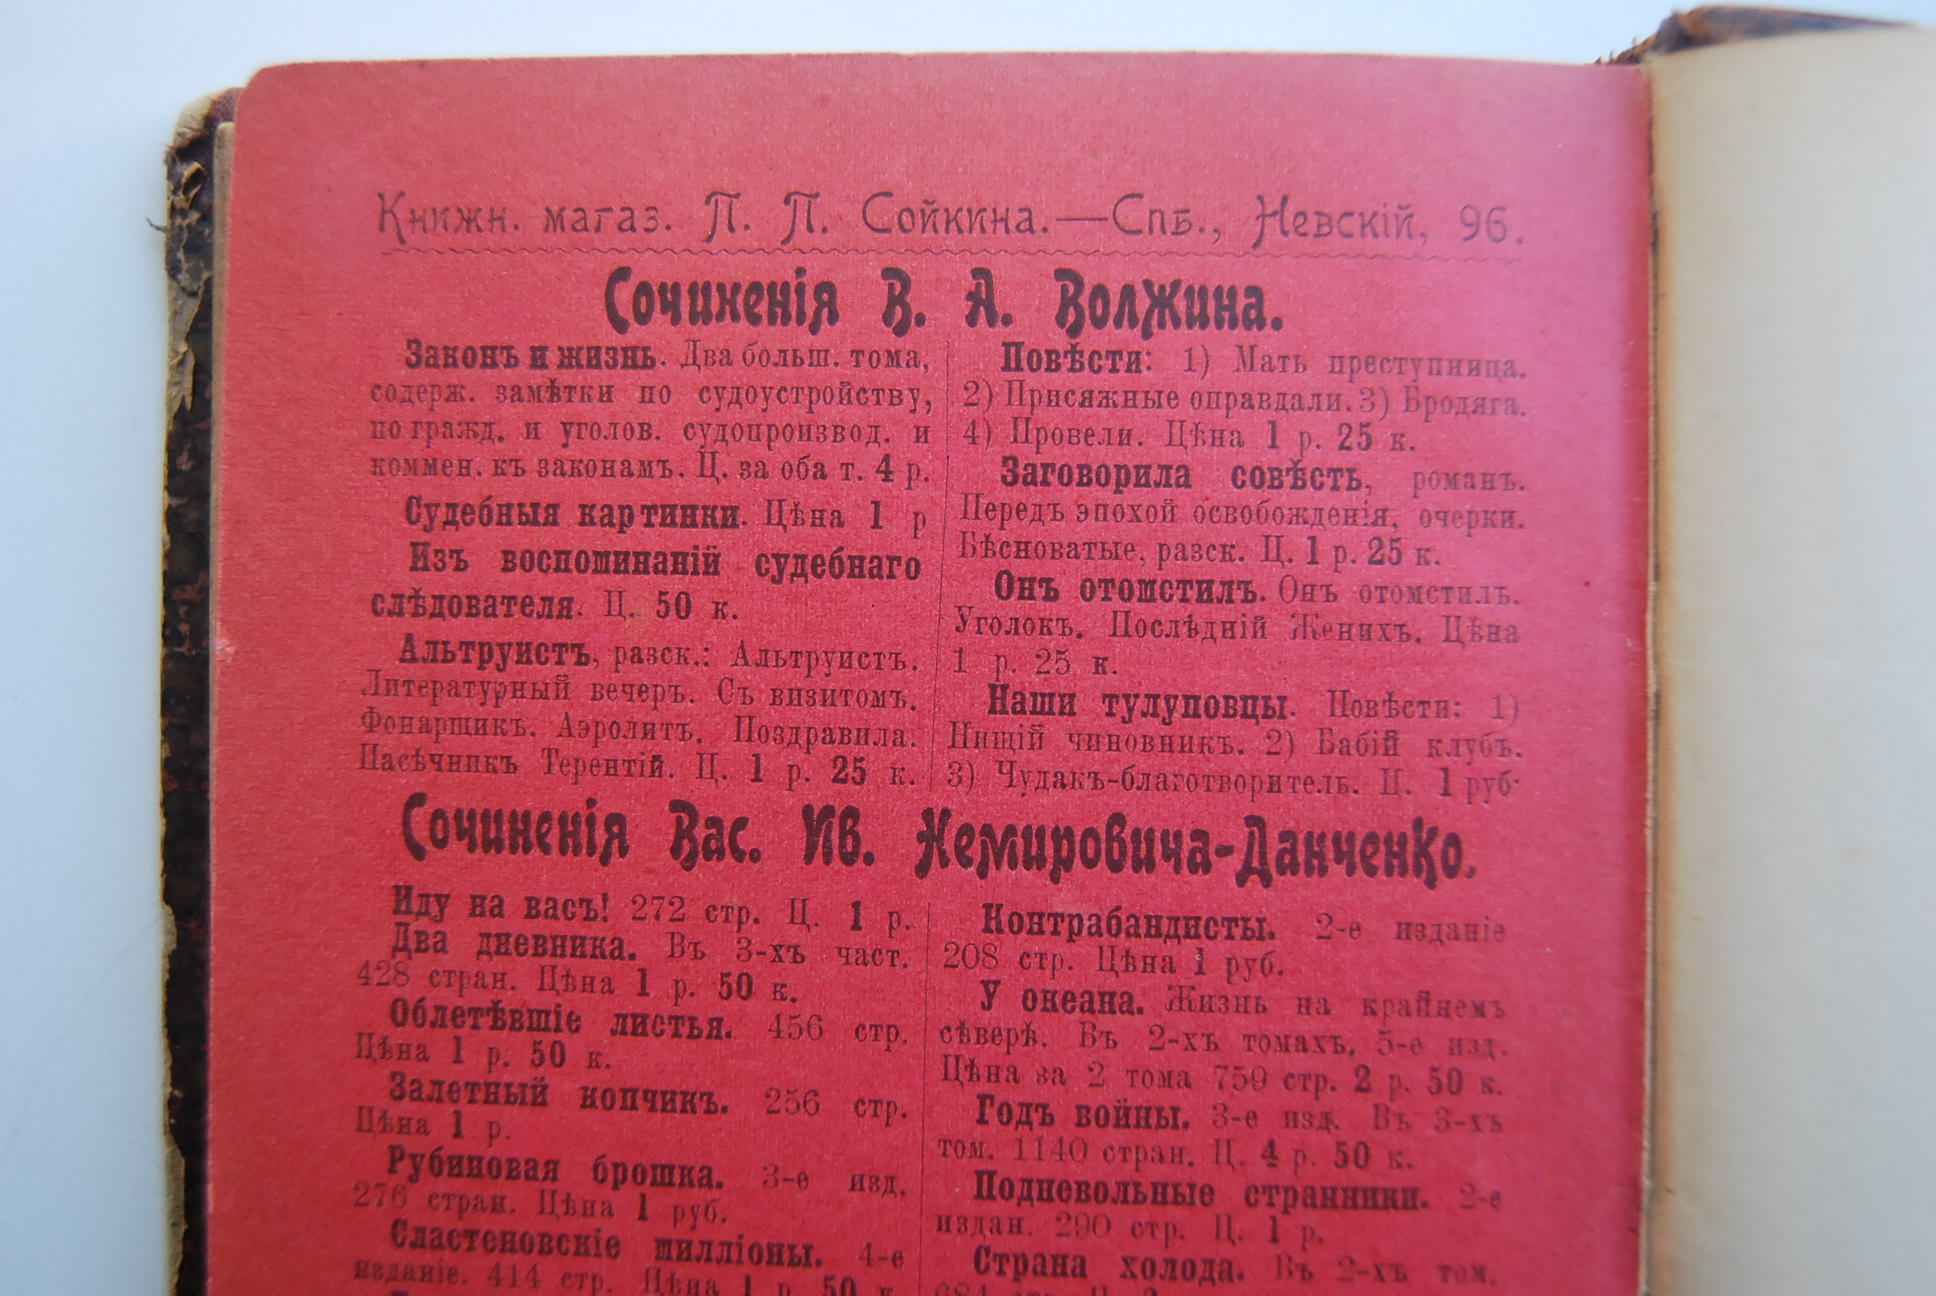 Книжн. магаз. П. П. Сойкина.—Спб., Невскій, 96.
Сочиненія В. А. Волжина.
Законъ и жизнь. Два больш. тома,
содерж. замѣтки по судоустройству,
по гражд. и уголов. судопроизвод. и
коммен. къ законамъ. Ц. за оба т. 4 р.
Судебныя картинки. Цѣна 1 р
Изъ воспоминаній судебнаго
слѣдователя. Ц. 50 к.
Альтруистъ, разск.: Альтруистъ.
Литературный вечеръ. Съ визитомъ.
Фонарщикъ. Аэролитъ. Поздравила.
Пасѣчникъ Терентій. Ц. 1 р. 25 к.
Повѣсти: 1) Мать преступница.
2) Присяжные оправдали. 3) Бродяга.
4) Провели. Цѣна 1 р. 25 к.
Заговорила совѣсть, романъ.
Передъ эпохой освобожденія, очерки.
Бѣсноватые, разск. Ц. 1 р. 25 к.
Онъ отомстилъ. Онъ отомстилъ.
Уголокъ. Послѣдній Женихъ. Цѣна
1 р. 25 к.
Наши тулуповцы. Повѣсти: 1)
Нищій чиновникъ. 2) Бабій клубъ.
3) Чудакъ-благотворитель. Ц. 1 руб.
Сочиненія Вас. Ив. Немировича-Данченко.
Иду на васъ! 272 стр. Ц. 1 р.
Два дневника. Въ 3-хъ част.
428 стран. Цѣна 1 р. 50 к.
Облетѣвшіе листья. 456 стр.
Цѣна 1 р. 50 к.
Залетный копчикъ. 256 стр.
Цѣна 1 р.
Рубиновая брошка. 3-е изд.
276 стран. Цѣна 1 руб.
Сластеновскіе милліоны. 4-е
изданіе. 414 стр. Цѣна 1 р. 50 к.
Контрабандисты. 2-е изданіе
208 стр. Цѣна 1 руб.
У океана. Жизнь на крайнемъ
сѣверѣ. Въ 2-хъ томахъ, 5-е изд.
Цѣна за 2 тома 759 стр. 2 р. 50 к.
Годъ войны. 3-е изд. Въ 3-хъ
том. 1140 стран. Ц. 4 р. 50 к.
Подневольные странники. 2-е
издан. 290 стр. Ц. 1 р.
Страна холода. Въ 2-хъ том.
684 стр. Ц.